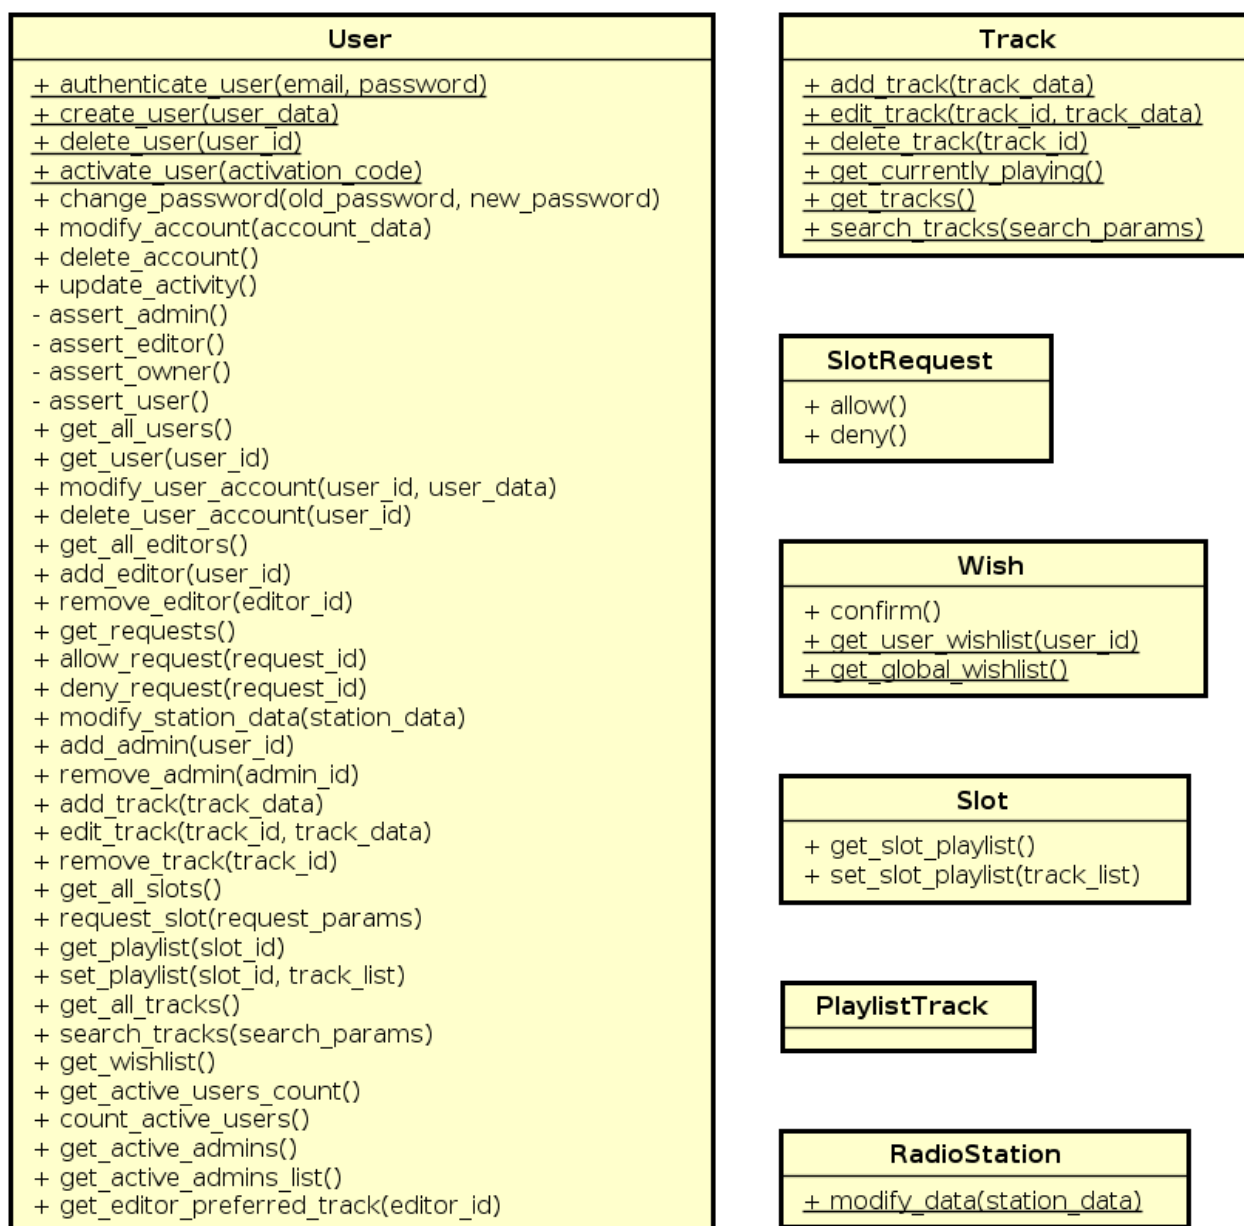 User
+ authenticate_user(email, password)
+ create_user(user_data)
+ delete_user(user_id)
+ activate_user(activation_code)
+ change_password(old_password, new_password)
+ modify_account(account_data)
+ delete_account()
+ update_activity()
- assert_admin()
- assert_editor()
- assert_owner()
- assert_user()
+ get_all_users()
+ get_user(user_id)
+ modify_user_account(user_id, user_data)
+ delete_user_account(user_id)
+ get_all_editors()
+ add_editor(user_id)
+ remove_editor(editor_id)
+ get_requests()
+ allow_request(request_id)
+ deny_request(request_id)
+ modify_station_data(station_data)
+ add_admin(user_id)
+ remove_admin(admin_id)
+ add_track(track_data)
+ edit_track(track_id, track_data)
+ remove_track(track_id)
+ get_all_slots()
+ request_slot(request_params)
+ get_playlist(slot_id)
+ set_playlist(slot_id, track_list)
+ get_all_tracks()
+ search_tracks(search_params)
+ get_wishlist()
+ get_active_users_count()
+ count_active_users()
+ get_active_admins()
+ get_active_admins_list()
+ get_editor_preferred_track(editor_id)
Track
+ add_track(track_data)
+ edit_track(track_id, track_data)
+ delete_track(track_id)
+ get_currently_playing()
+ get_tracks()
+ search_tracks(search_params)
SlotRequest
+ allow()
+ deny()
Wish
+ confirm()
+ get_user_wishlist(user_id)
+ get_global_wishlist()
Slot
+ get_slot_playlist()
+ set_slot_playlist(track_list)
PlaylistTrack
RadioStation
+ modify_data(station_data)